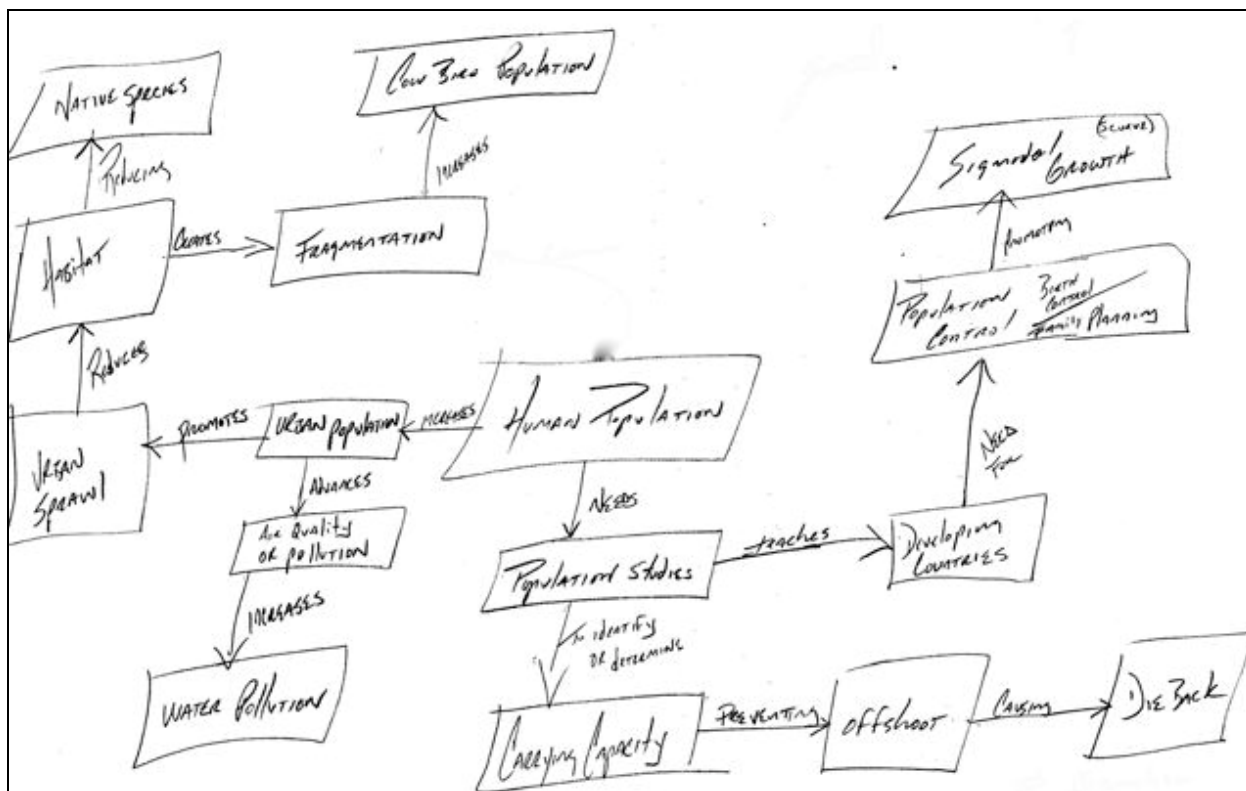 Native Species
Cow Bird Population
Reducing
Increases
Habitat
Creates
Fragmentation
(Scurve)
Sigmodel
Growth
Promoting
Population
Control
Birth
Control
Family Planning
Reduces
Need
For
Urban
Sprawl
Promotes
Urban Population
Increases
Human Population
Advances
Air Quality
or Pollution
Increases
Water Pollution
Needs
Population Studies
teaches
Developing
Countries
To identify
or determine
Carrying Capacity
Preventing
Offshoot
Causing
Die Back